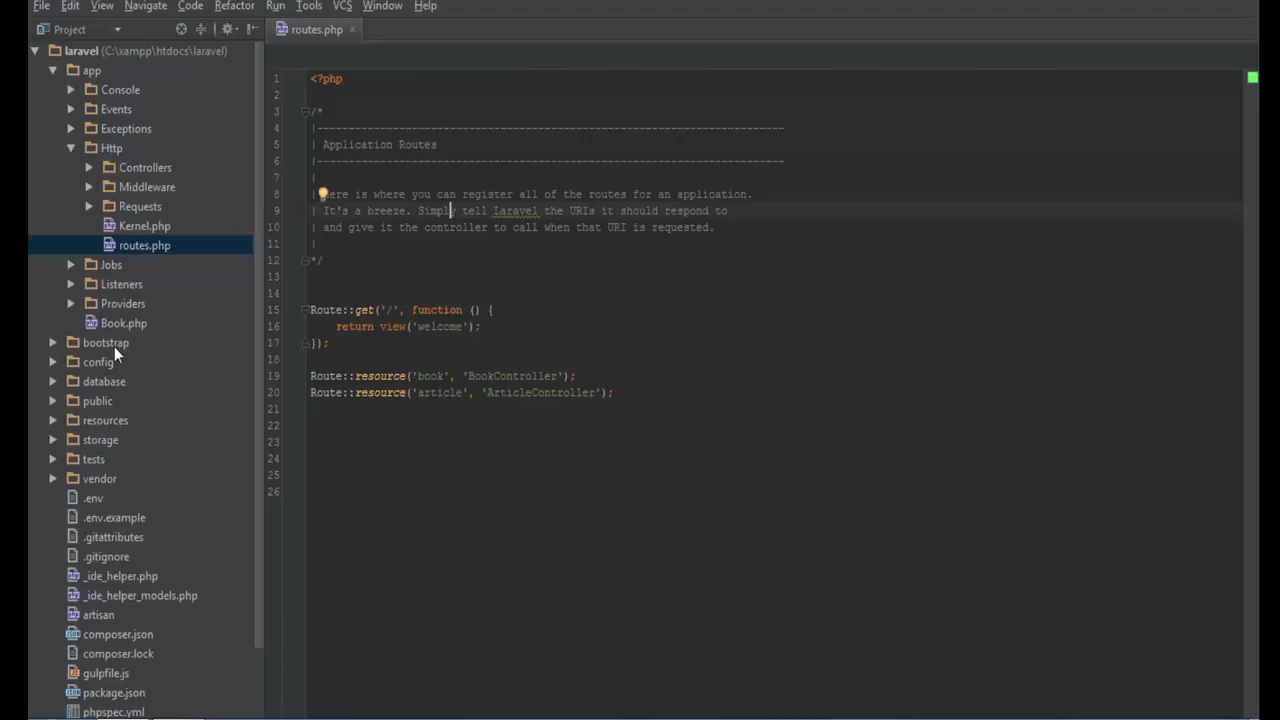 File Edit View Navigate Code Refactor Run Tools VCS Window Help
Project
routes.php
laravel (C:\xampp\htdocs\laravel)
app
Console
Events
Exceptions
Http
Controllers
Middleware
Requests
Kernel.php
routes.php
Jobs
Listeners
Providers
Book.php
bootstrap
config
database
public
resources
storage
tests
vendor
.env
.env.example
.gitattributes
.gitignore
_ide_helper.php
_ide_helper_models.php
artisan
composer.json
composer.lock
gulpfile.js
package.json
phpspec.yml
1 <?php
2
3 /*
4 |--------------------------------------------------------------------------
5 | Application Routes
6 |--------------------------------------------------------------------------
7 |
8 | ere is where you can register all of the routes for an application.
9 | It's a breeze. Simply tell Laravel the URIs it should respond to
10 | and give it the controller to call when that URI is requested.
11 |
12 */
13
14
15 Route::get('/', function () {
16 return view('welcome');
17 });
18
19 Route::resource('book', 'BookController');
20 Route::resource('article', 'ArticleController');
21
22
23
24
25
26